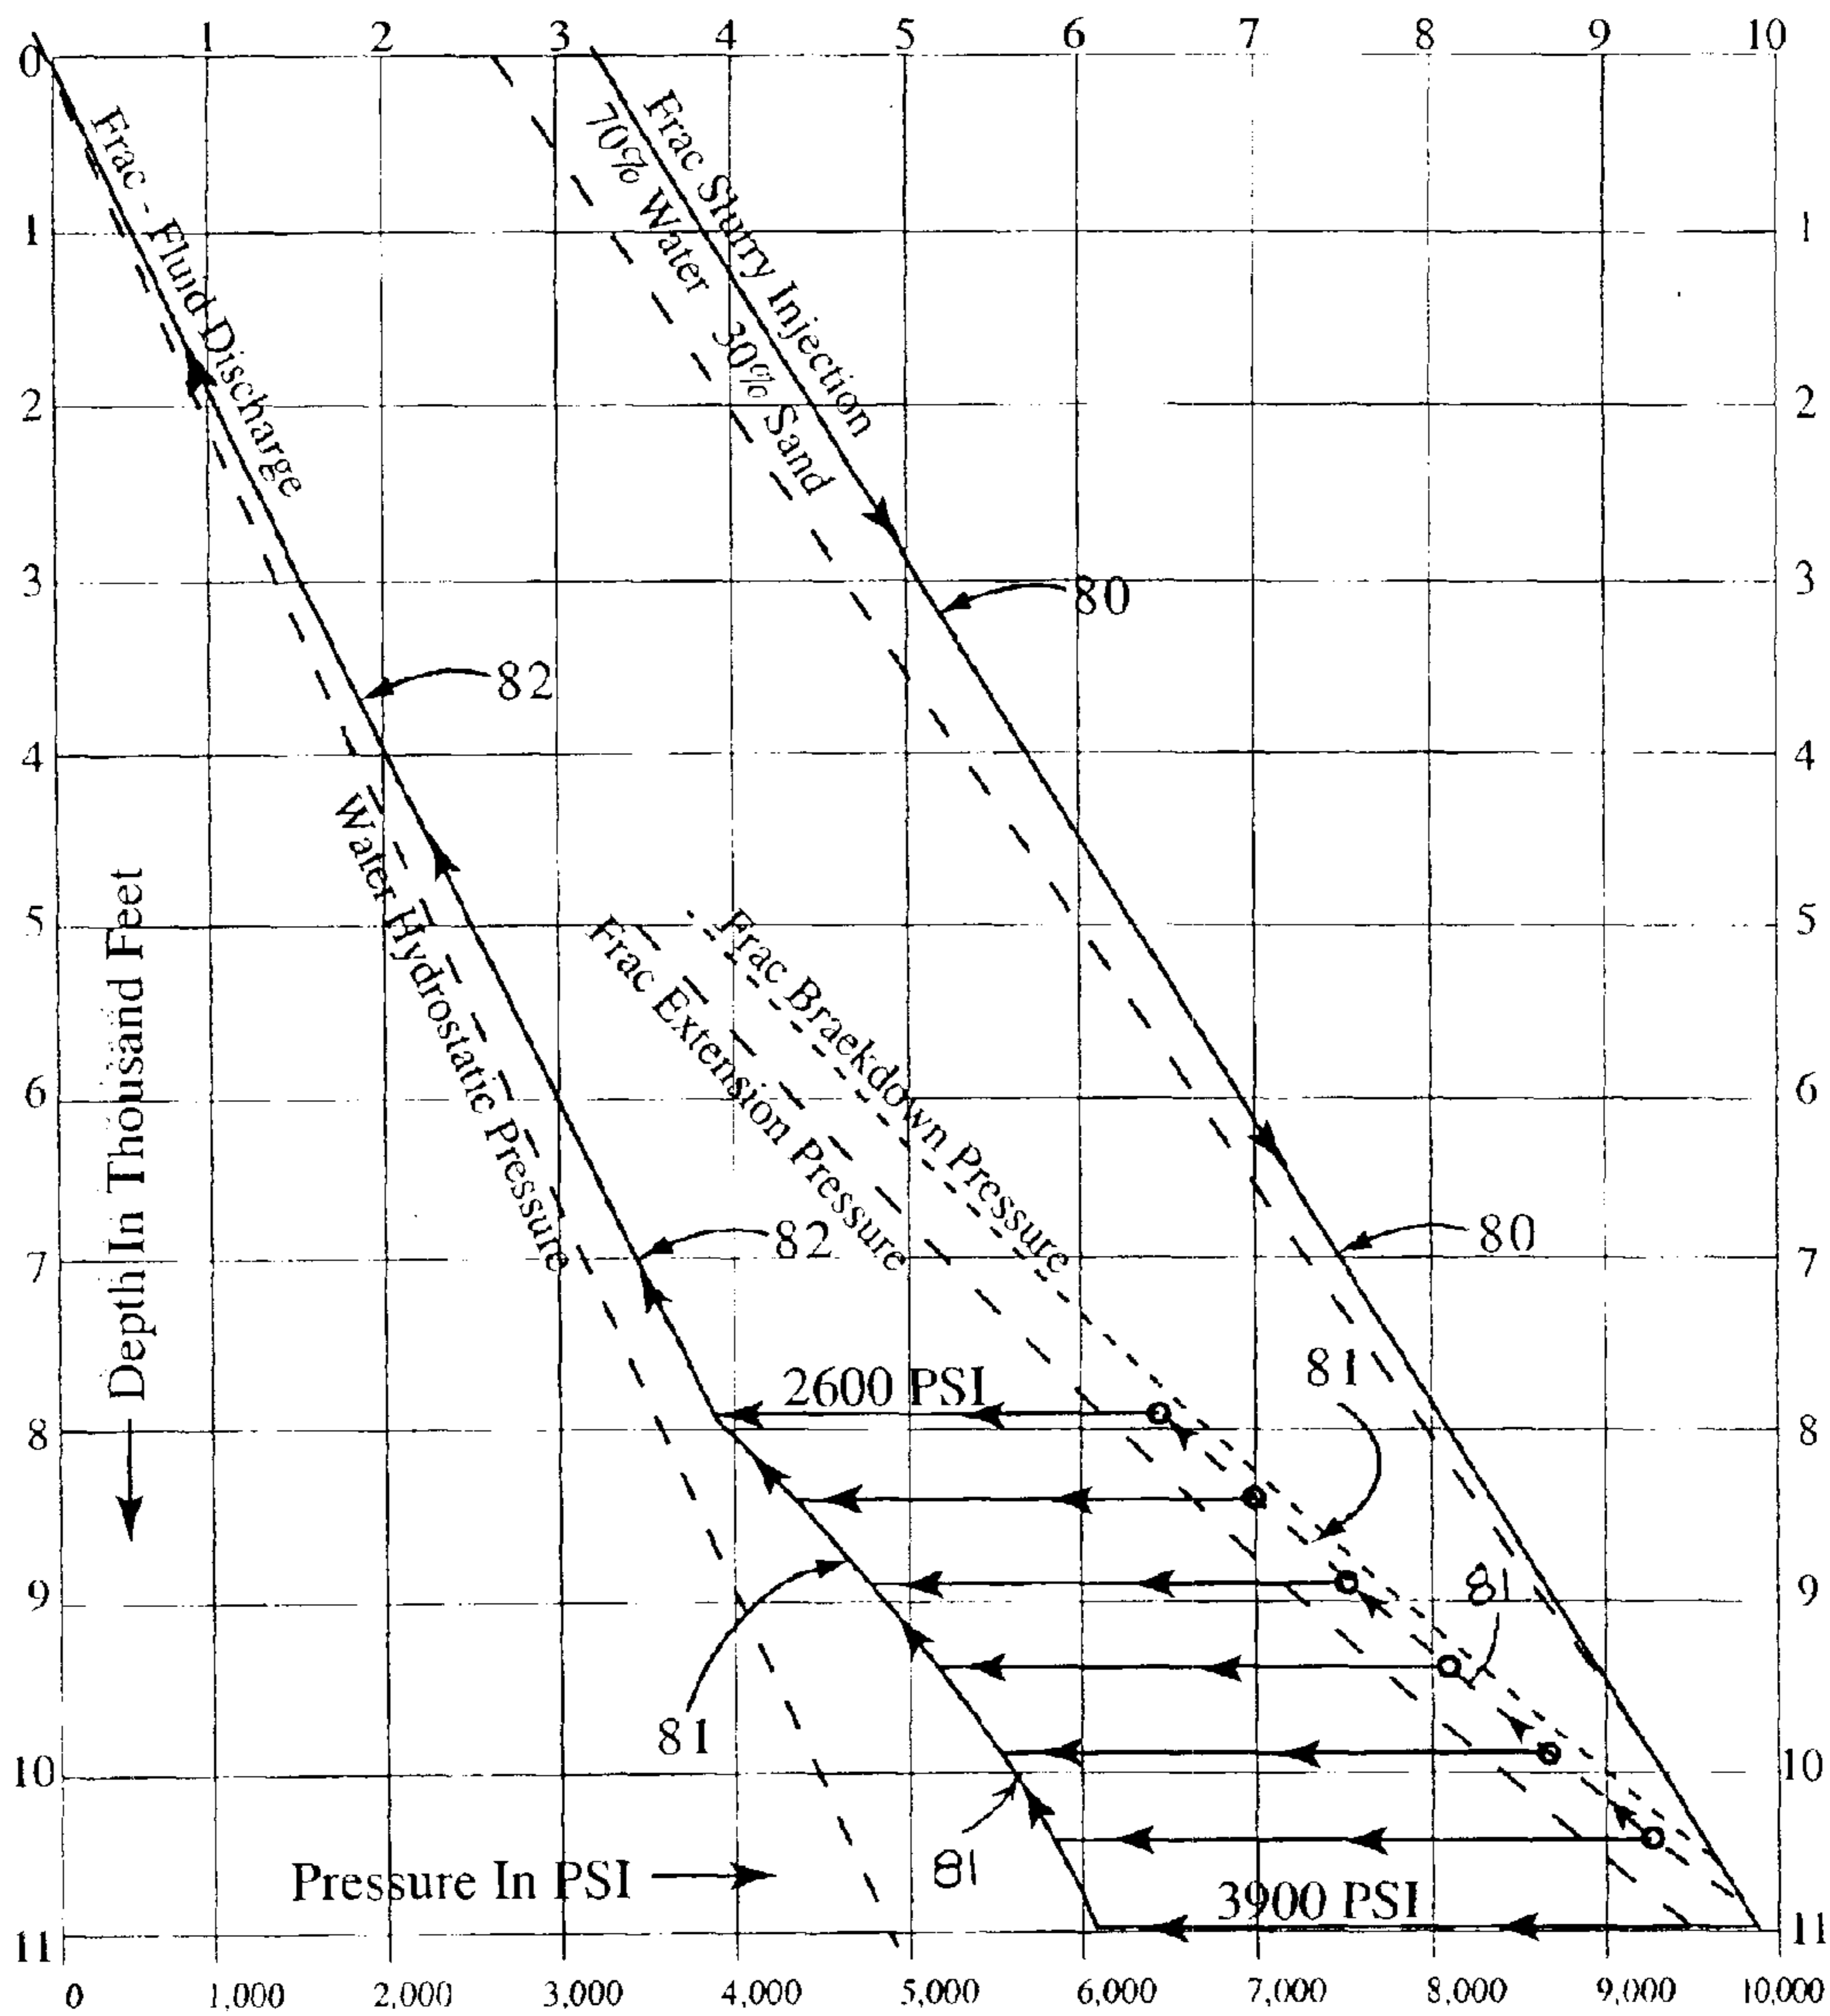 0 1 2 3 4 5 6 7 8 9 10
Frac - Fluid Discharge
Frac Slurry Injection
70% Water 30% Sand
1 1
2 2
3 3
80
82
4 4
Water Hydrostatic Pressure
5 5
Frac Extension Pressure
Frac Braekdown Pressure
Depth In Thousand Feet
6 6
82
80
7 7
81
2600 PSI
8 8
81
9 9
81
10 10
81
Pressure In PSI
3900 PSI
11 11
0 1,000 2,000 3,000 4,000 5,000 6,000 7,000 8,000 9,000 10,000